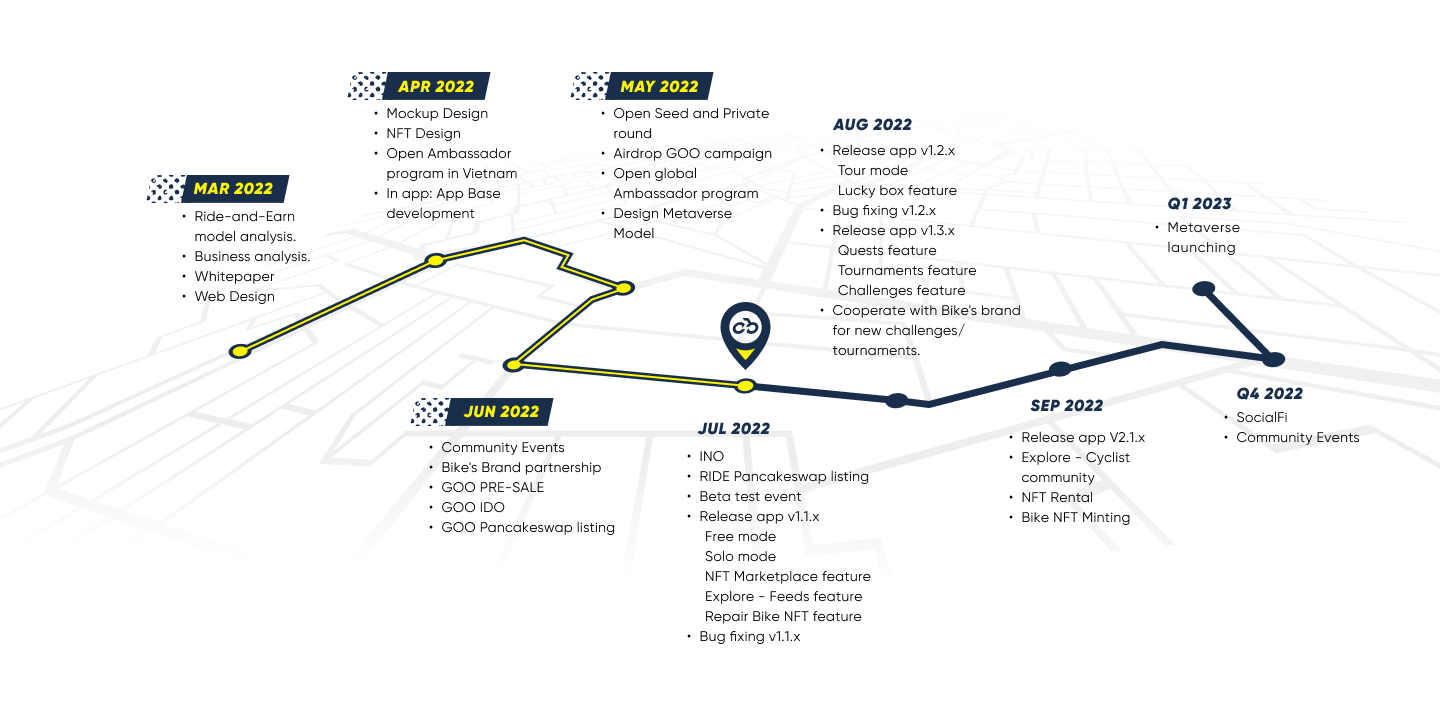 MAR 2022
• Ride-and-Earn
model analysis.
• Business analysis.
• Whitepaper
• Web Design
APR 2022
• Mockup Design
• NFT Design
• Open Ambassador
program in Vietnam
• In app: App Base
development
MAY 2022
• Open Seed and Private
round
• Airdrop GOO campaign
• Open global
Ambassador program
• Design Metaverse
Model
JUN 2022
• Community Events
• Bike's Brand partnership
• GOO PRE-SALE
• GOO IDO
• GOO Pancakeswap listing
JUL 2022
• INO
• RIDE Pancakeswap listing
• Beta test event
• Release app v1.1.x
Free mode
Solo mode
NFT Marketplace feature
Explore - Feeds feature
Repair Bike NFT feature
• Bug fixing v1.1.x
AUG 2022
• Release app v1.2.x
Tour mode
Lucky box feature
• Bug fixing v1.2.x
• Release app v1.3.x
Quests feature
Tournaments feature
Challenges feature
• Cooperate with Bike's brand
for new challenges/
tournaments.
SEP 2022
• Release app V2.1.x
• Explore - Cyclist
community
• NFT Rental
• Bike NFT Minting
Q4 2022
• SocialFi
• Community Events
Q1 2023
• Metaverse
launching